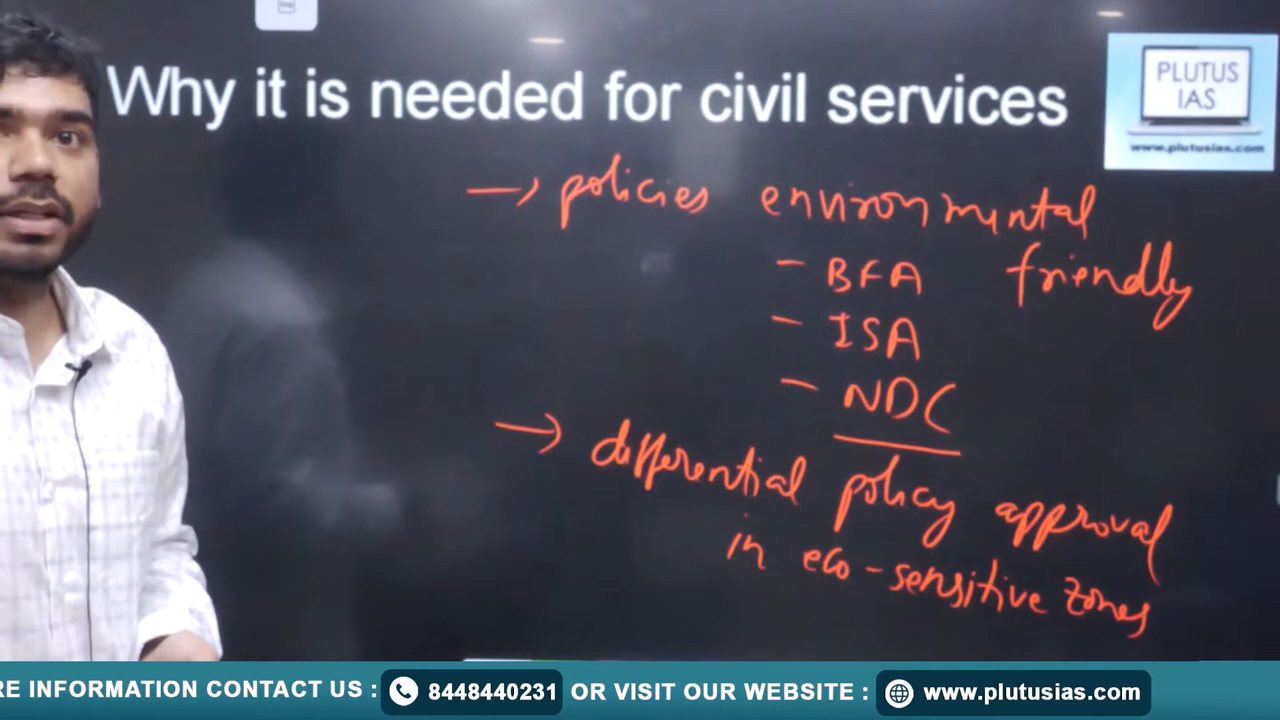 Why it is needed for civil services
PLUTUS
IAS
www.plutusias.com
→ policies environmental
friendly
- BFA
- ISA
- NDC
→ differential policy approval
in eco-sensitive zones
RE INFORMATION CONTACT US : 8448440231 OR VISIT OUR WEBSITE : www.plutusias.com